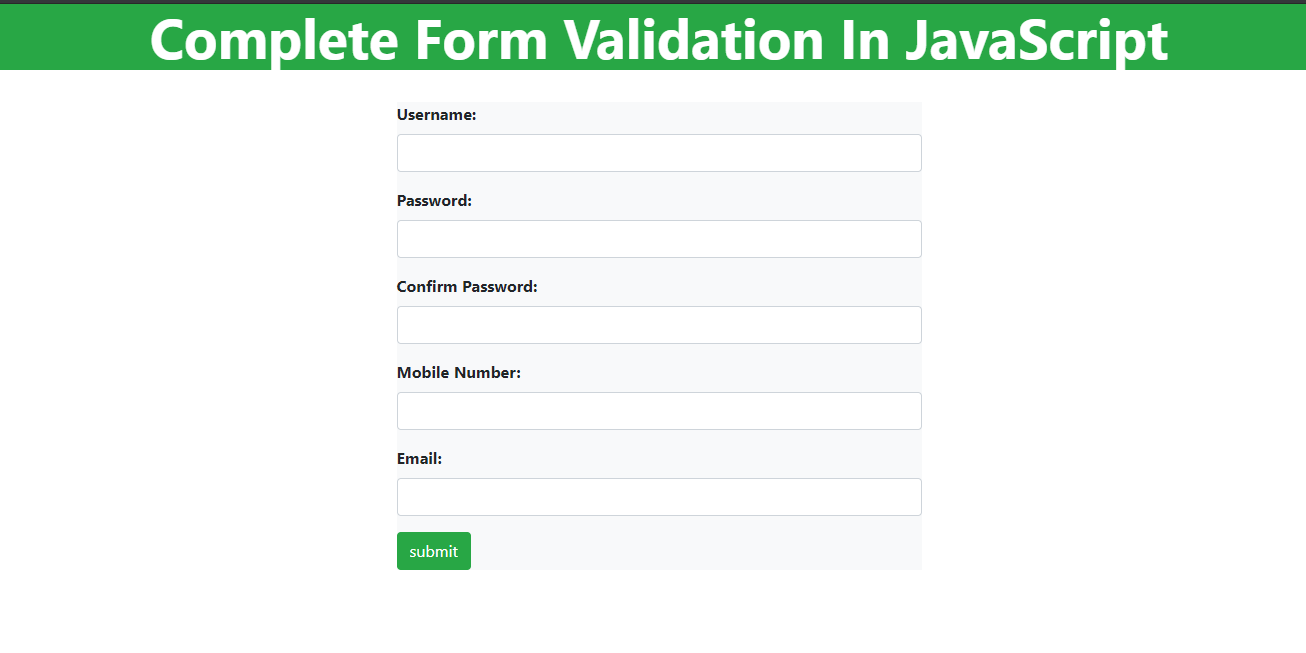 Complete Form Validation In JavaScript
Username:
Password:
Confirm Password:
Mobile Number:
Email:
submit